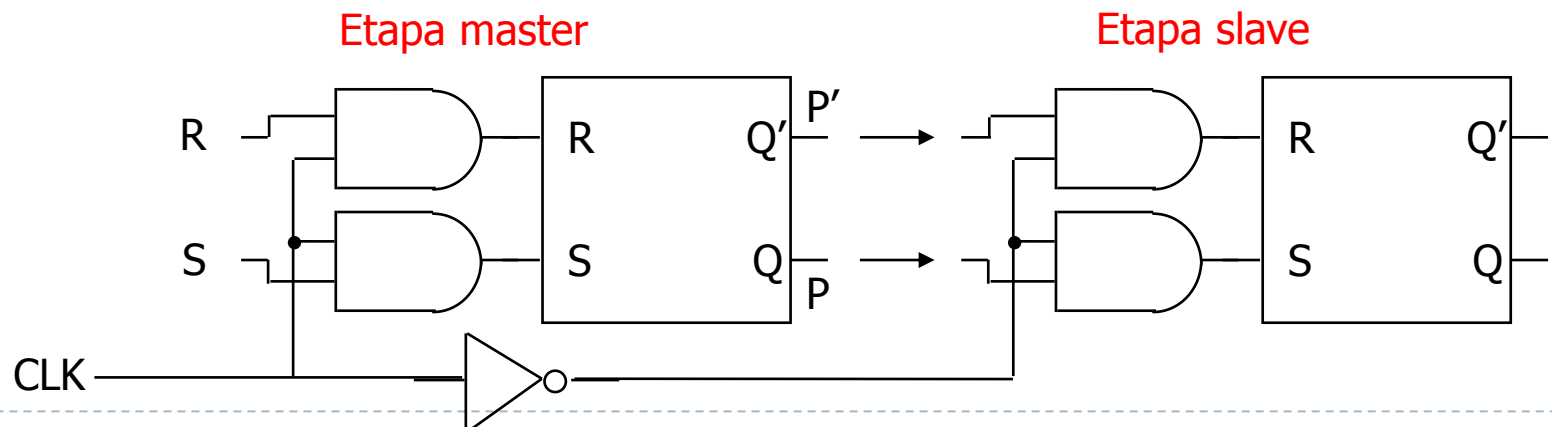 Etapa master
Etapa slave
R
R
Q’
P’
R
Q’
S
S
Q
P
S
Q
CLK